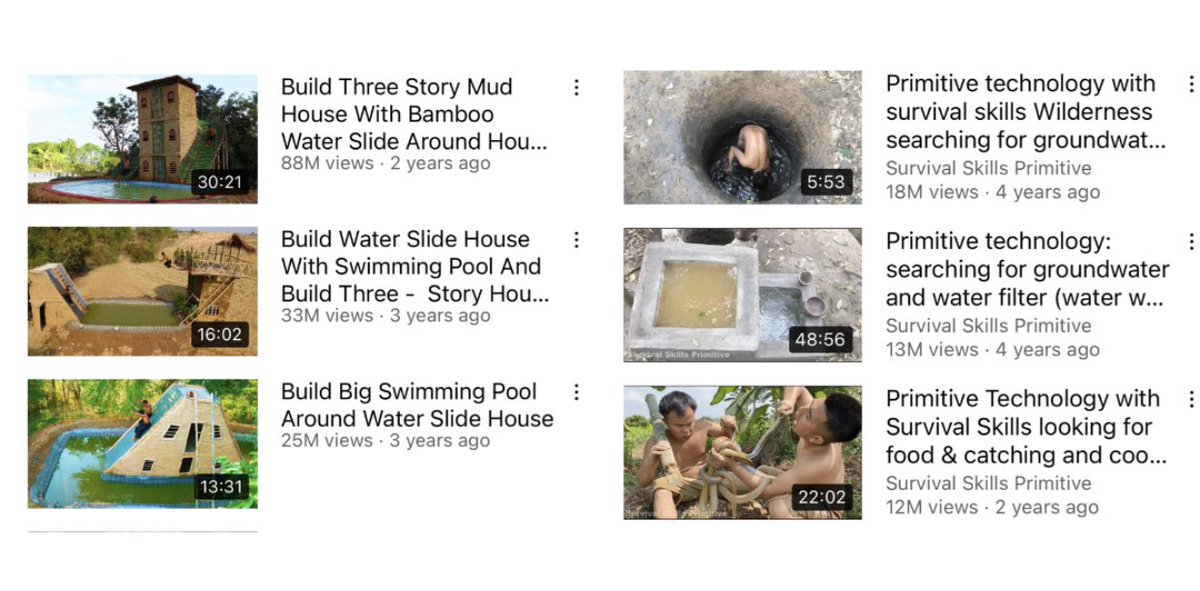 Build Three Story Mud
House With Bamboo
Water Slide Around Hou...
88M views · 2 years ago
30:21
Build Water Slide House
With Swimming Pool And
Build Three - Story Hou...
33M views · 3 years ago
16:02
Build Big Swimming Pool
Around Water Slide House
25M views · 3 years ago
13:31
Primitive technology with
survival skills Wilderness
searching for groundwat...
Survival Skills Primitive
18M views · 4 years ago
5:53
Primitive technology:
searching for groundwater
and water filter (water w...
Survival Skills Primitive
13M views · 4 years ago
48:56
Survival Skills Primitive
Primitive Technology with
Survival Skills looking for
food & catching and coo...
Survival Skills Primitive
12M views · 2 years ago
22:02
Survival Skills Primitive